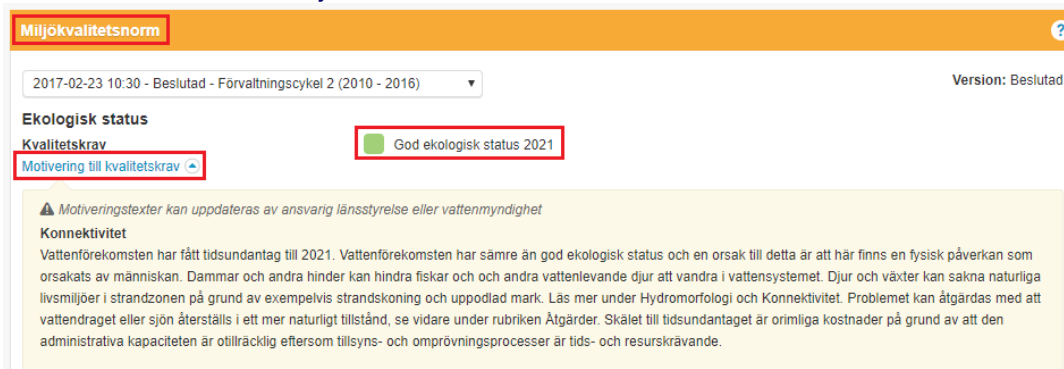 Miljökvalitetsnorm
?
2017-02-23 10:30 - Beslutad - Förvaltningscykel 2 (2010 - 2016)
Version: Beslutad
Ekologisk status
Kvalitetskrav
God ekologisk status 2021
Motivering till kvalitetskrav
Motiveringstexter kan uppdateras av ansvarig länsstyrelse eller vattenmyndighet
Konnektivitet
Vattenförekomsten har fått tidsundantag till 2021. Vattenförekomsten har sämre än god ekologisk status och en orsak till detta är att här finns en fysisk påverkan som
orsakats av människan. Dammar och andra hinder kan hindra fiskar och och andra vattenlevande djur att vandra i vattensystemet. Djur och växter kan sakna naturliga
livsmiljöer i strandzonen på grund av exempelvis strandskoning och uppodlad mark. Läs mer under Hydromorfologi och Konnektivitet. Problemet kan åtgärdas med att
vattendraget eller sjön återställs i ett mer naturligt tillstånd, se vidare under rubriken Åtgärder. Skälet till tidsundantaget är orimliga kostnader på grund av att den
administrativa kapaciteten är otillräcklig eftersom tillsyns- och omprövningsprocesser är tids- och resurskrävande.